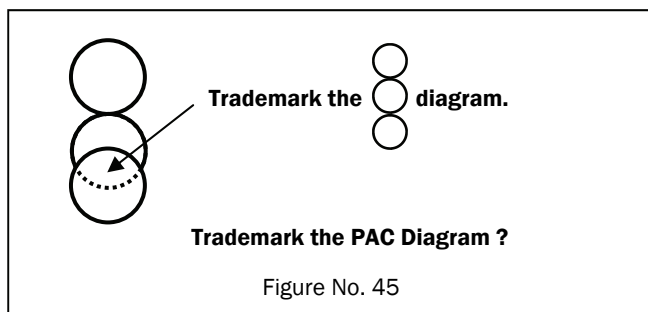 Trademark the diagram.
Trademark the PAC Diagram ?
Figure No. 45